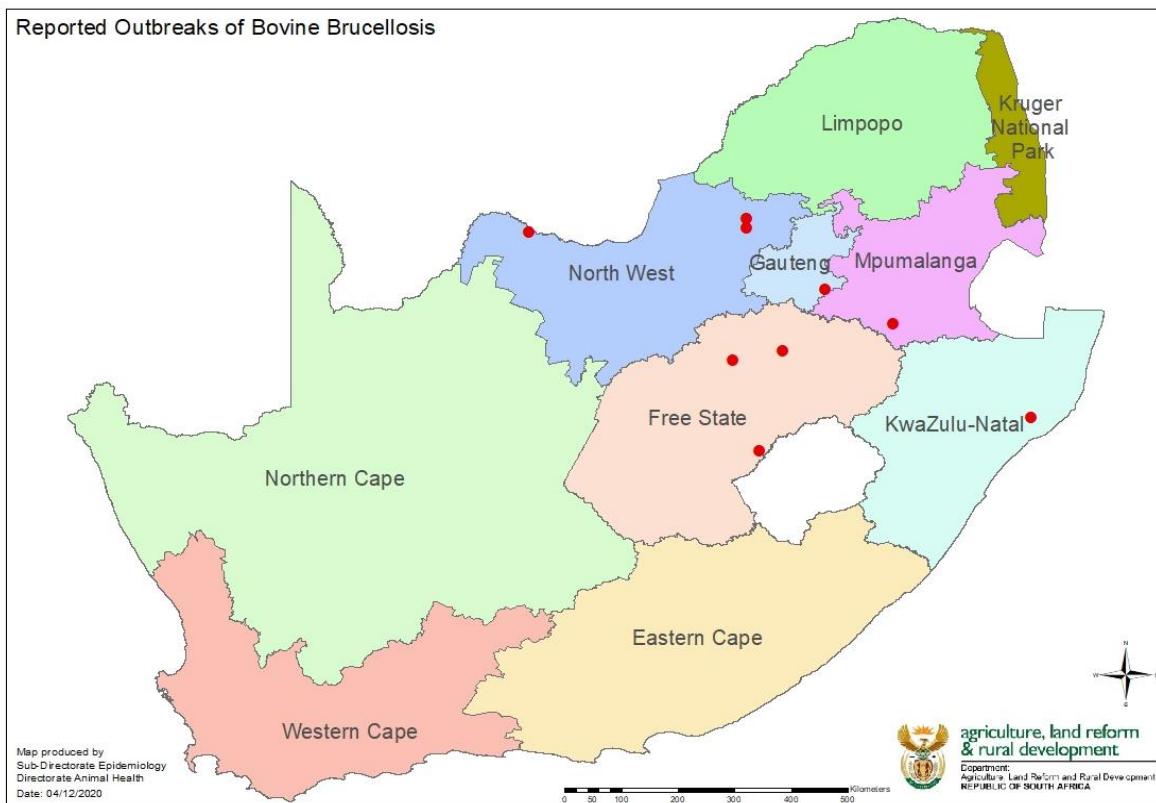 Reported Outbreaks of Bovine Brucellosis
Limpopo
Kruger
National
Park
North West
Gauteng
Mpumalanga
Free State
KwaZulu-Natal
Northern Cape
Eastern Cape
Western Cape
N
W
S
Map produced by
Sub-Directorate Epidemiology
Directorate Animal Health
Date: 04/12/2020
Kilometers
0 50 100 200 300 400 500
agriculture, land reform
& rural development
Department:
Agriculture, Land Reform and Rural Development
REPUBLIC OF SOUTH AFRICA